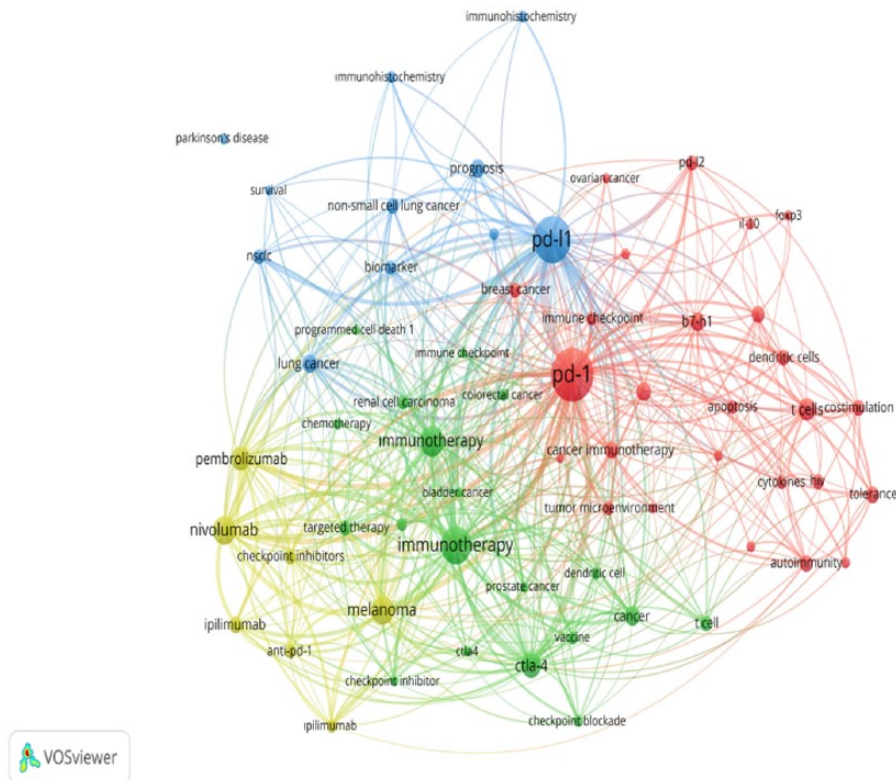 immunohistochemistry
immunohistochemistry
parkinson's disease
pd-l2
prognosis
ovarian cancer
survival
non-small cell lung cancer
foxp3
il-10
pd-l1
nsclc
biomarker
breast cancer
immune checkpoint
b7-h1
programmed cell death 1
immune checkpoint
dendritic cells
lung cancer
pd-1
renal cell carcinoma
colorectal cancer
apoptosis
t cells
costimulation
chemotherapy
immunotherapy
cancer immunotherapy
pembrolizumab
bladder cancer
cytokines
hiv
tolerance
tumor microenvironment
nivolumab
targeted therapy
immunotherapy
checkpoint inhibitors
autoimmunity
dendritic cell
prostate cancer
melanoma
cancer
t cell
ipilimumab
vaccine
anti-pd-1
ctla4
ctla-4
checkpoint inhibitor
ipilimumab
checkpoint blockade
VOSviewer